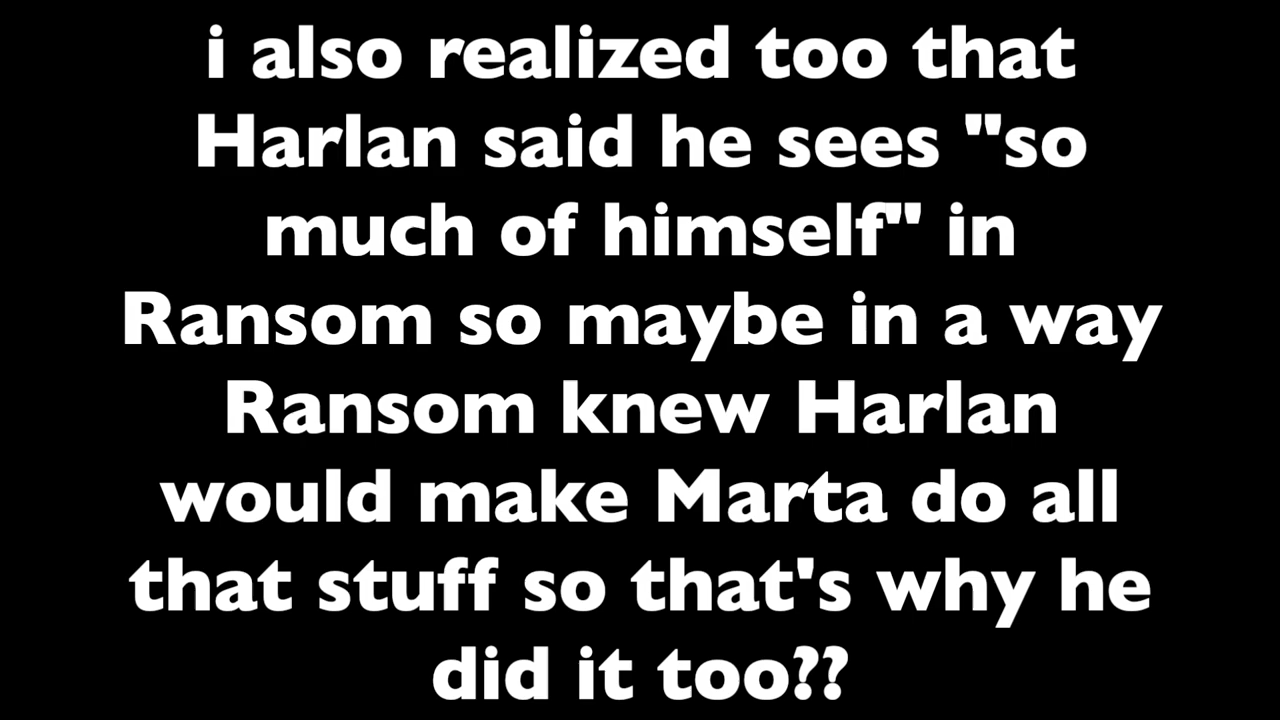 i also realized too that
Harlan said he sees "so
much of himself" in
Ransom so maybe in a way
Ransom knew Harlan
would make Marta do all
that stuff so that's why he
did it too??